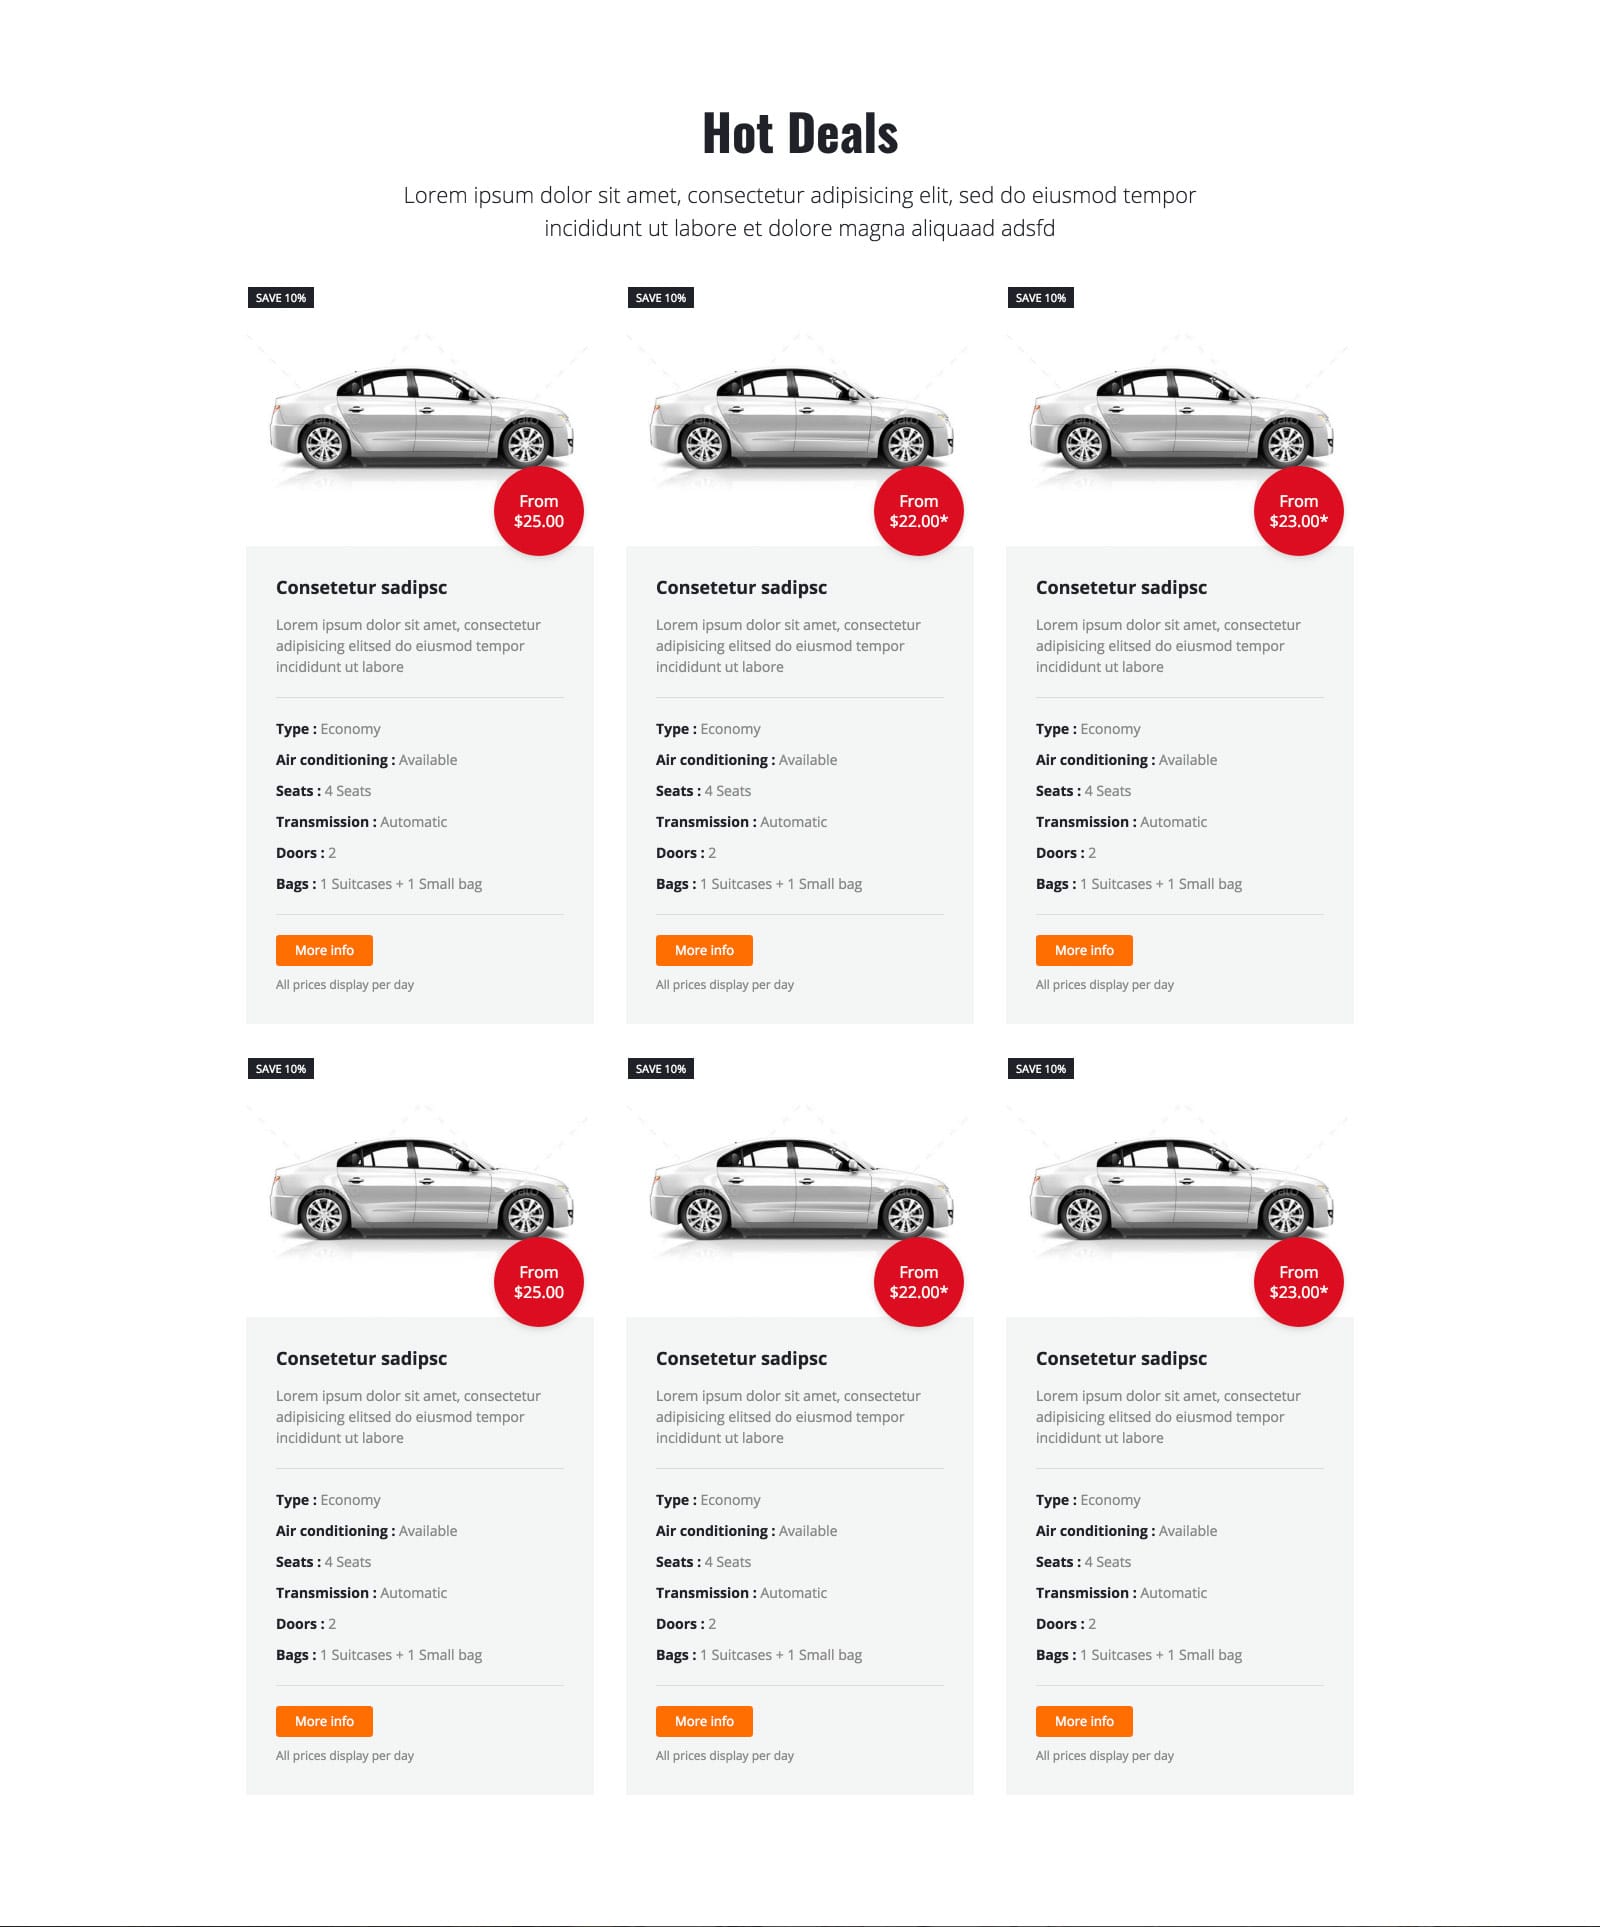 Hot Deals
Lorem ipsum dolor sit amet, consectetur adipisicing elit, sed do eiusmod tempor
incididunt ut labore et dolore magna aliquaad adsfd
SAVE 10%
From
$25.00
Consetetur sadipsc
Lorem ipsum dolor sit amet, consectetur
adipisicing elitsed do eiusmod tempor
incididunt ut labore
Type : Economy
Air conditioning : Available
Seats : 4 Seats
Transmission : Automatic
Doors : 2
Bags : 1 Suitcases + 1 Small bag
More info
All prices display per day
SAVE 10%
From
$22.00*
Consetetur sadipsc
Lorem ipsum dolor sit amet, consectetur
adipisicing elitsed do eiusmod tempor
incididunt ut labore
Type : Economy
Air conditioning : Available
Seats : 4 Seats
Transmission : Automatic
Doors : 2
Bags : 1 Suitcases + 1 Small bag
More info
All prices display per day
SAVE 10%
From
$23.00*
Consetetur sadipsc
Lorem ipsum dolor sit amet, consectetur
adipisicing elitsed do eiusmod tempor
incididunt ut labore
Type : Economy
Air conditioning : Available
Seats : 4 Seats
Transmission : Automatic
Doors : 2
Bags : 1 Suitcases + 1 Small bag
More info
All prices display per day
SAVE 10%
From
$25.00
Consetetur sadipsc
Lorem ipsum dolor sit amet, consectetur
adipisicing elitsed do eiusmod tempor
incididunt ut labore
Type : Economy
Air conditioning : Available
Seats : 4 Seats
Transmission : Automatic
Doors : 2
Bags : 1 Suitcases + 1 Small bag
More info
All prices display per day
SAVE 10%
From
$22.00*
Consetetur sadipsc
Lorem ipsum dolor sit amet, consectetur
adipisicing elitsed do eiusmod tempor
incididunt ut labore
Type : Economy
Air conditioning : Available
Seats : 4 Seats
Transmission : Automatic
Doors : 2
Bags : 1 Suitcases + 1 Small bag
More info
All prices display per day
SAVE 10%
From
$23.00*
Consetetur sadipsc
Lorem ipsum dolor sit amet, consectetur
adipisicing elitsed do eiusmod tempor
incididunt ut labore
Type : Economy
Air conditioning : Available
Seats : 4 Seats
Transmission : Automatic
Doors : 2
Bags : 1 Suitcases + 1 Small bag
More info
All prices display per day